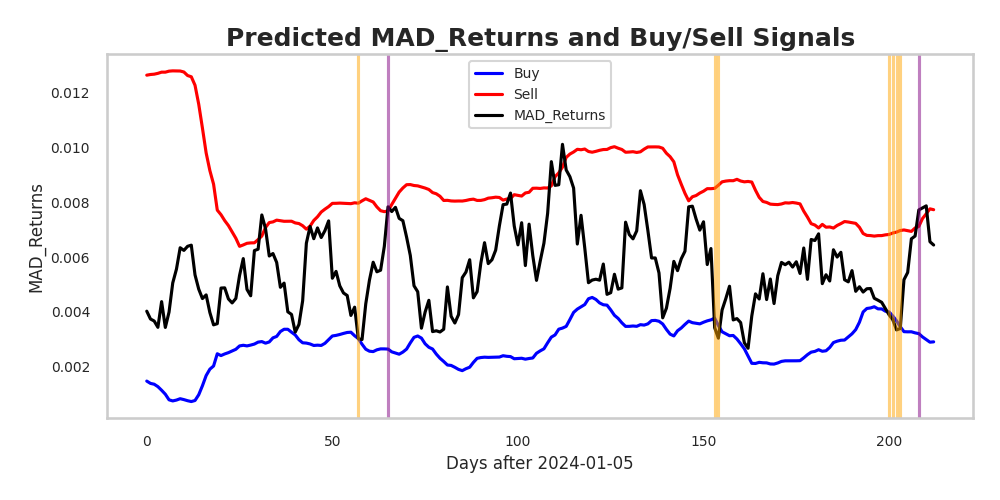 Predicted MAD_Returns and Buy/Sell Signals
Buy
Sell
MAD_Returns
0.012
0.010
0.008
0.006
0.004
0.002
MAD_Returns
0
50
100
150
200
Days after 2024-01-05